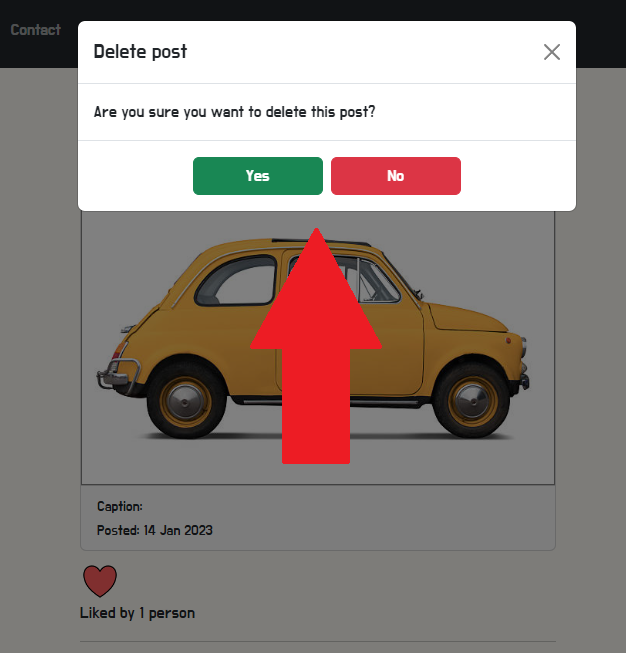 Contact
Delete post
Are you sure you want to delete this post?
Yes No
Caption:
Posted: 14 Jan 2023
Liked by 1 person